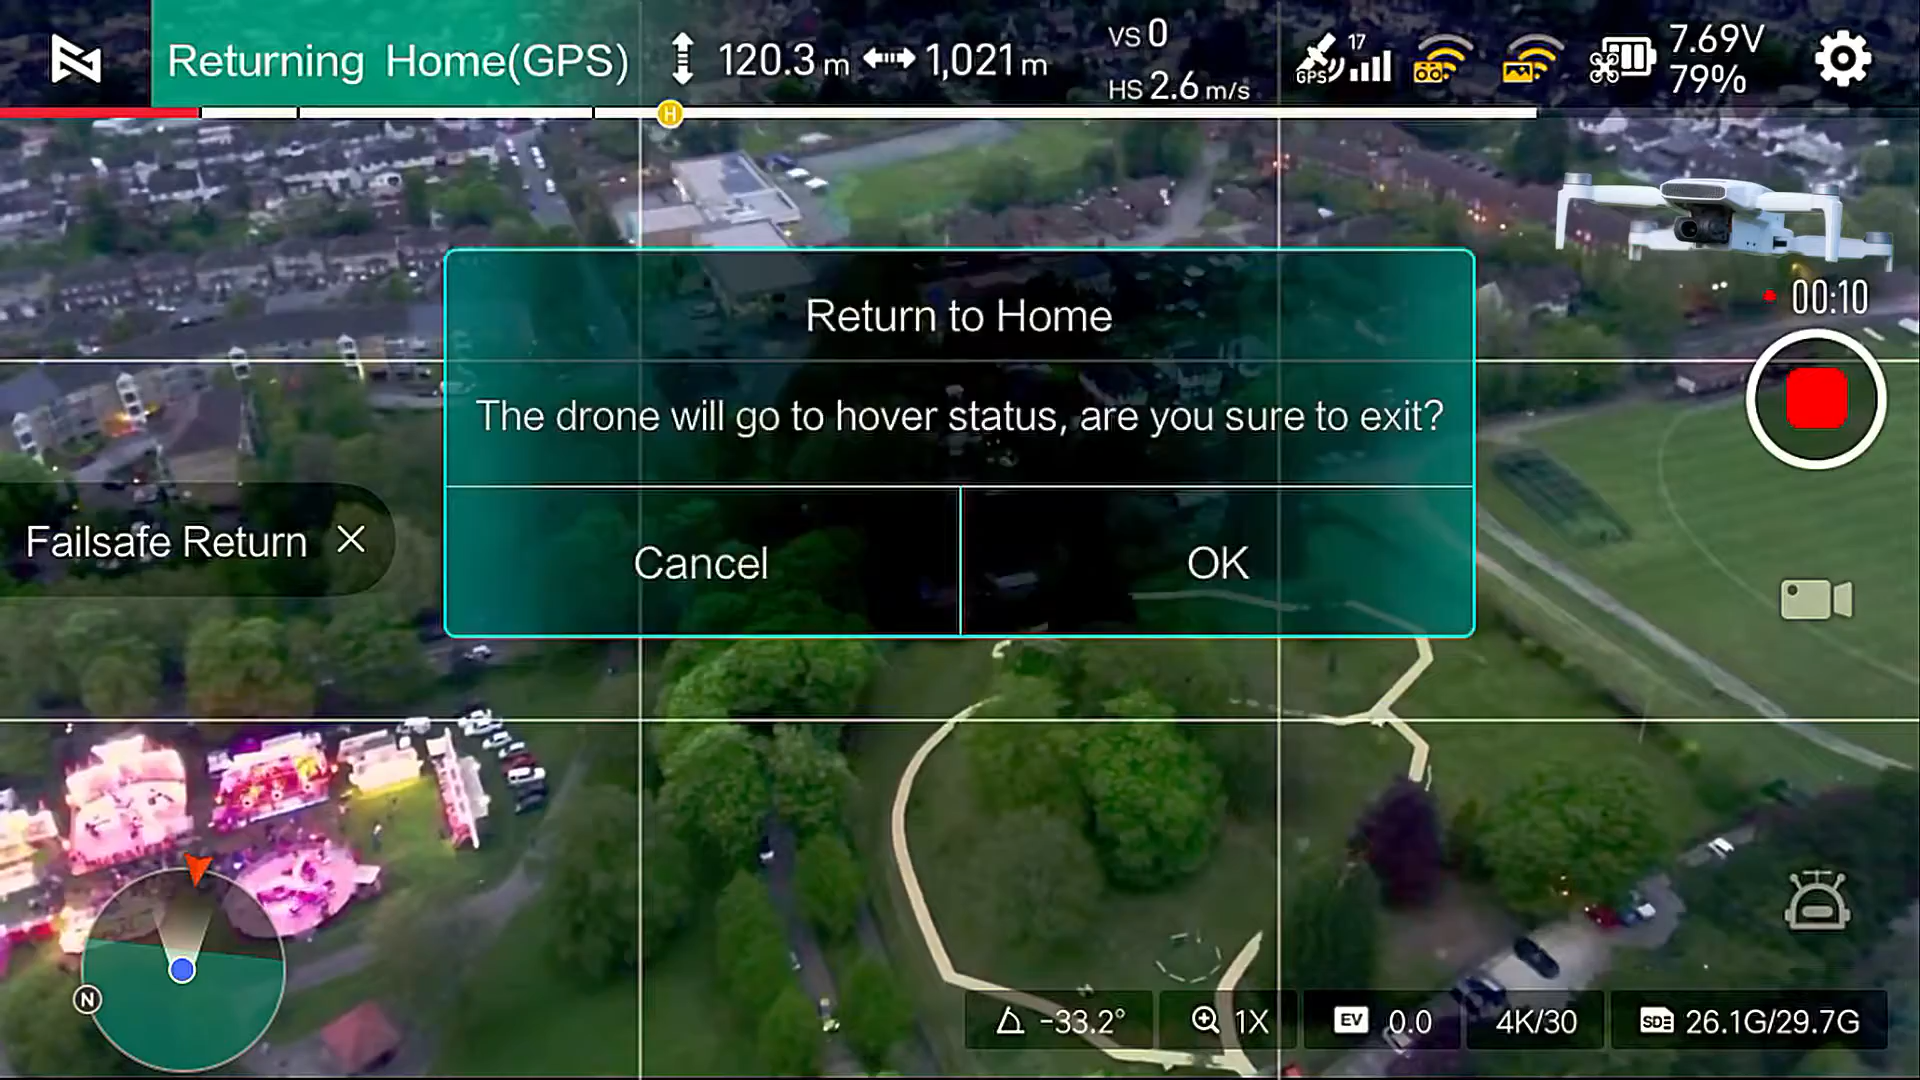 Returning Home(GPS)
120.3 m
1,021 m
VS 0
HS 2.6 m/s
GPS
17
7.69V
79%
H
00:10
Return to Home
The drone will go to hover status, are you sure to exit?
Cancel
OK
Failsafe Return
N
-33.2°
1X
EV 0.0
4K/30
SD 26.1G/29.7G